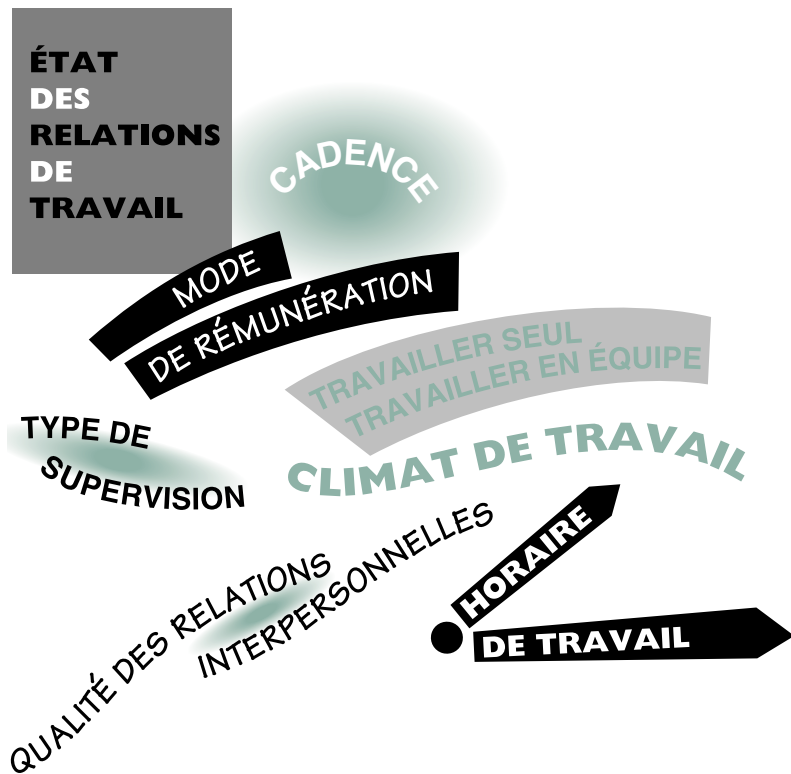 ÉTAT
DES
RELATIONS
DE
TRAVAIL
CADENCE
MODE
DE RÉMUNÉRATION
TRAVAILLER SEUL
TRAVAILLER EN ÉQUIPE
TYPE DE
SUPERVISION
CLIMAT DE TRAVAIL
QUALITÉ DES RELATIONS
INTERPERSONNELLES
HORAIRE
DE TRAVAIL